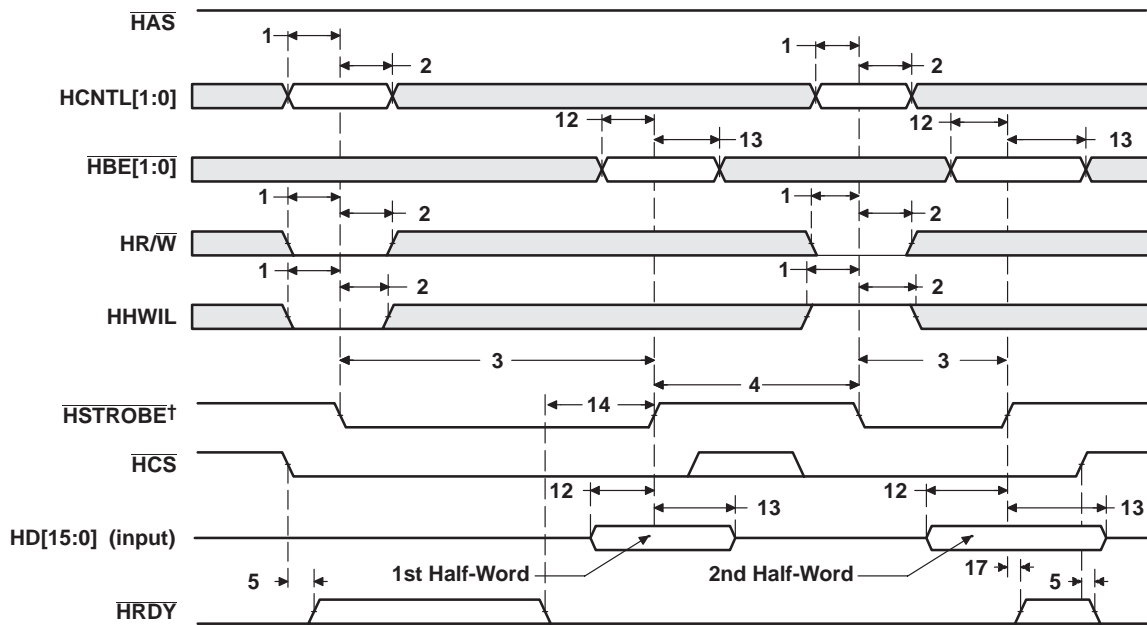 HAS
1
1
2
2
HCNTL[1:0]
12
13
12
13
HBE[1:0]
1
1
2
2
HR/W
1
1
2
2
HHWIL
3
4
3
14
HSTROBE†
HCS
12
13
12
13
HD[15:0] (input)
1st Half-Word
2nd Half-Word
5
17
5
HRDY